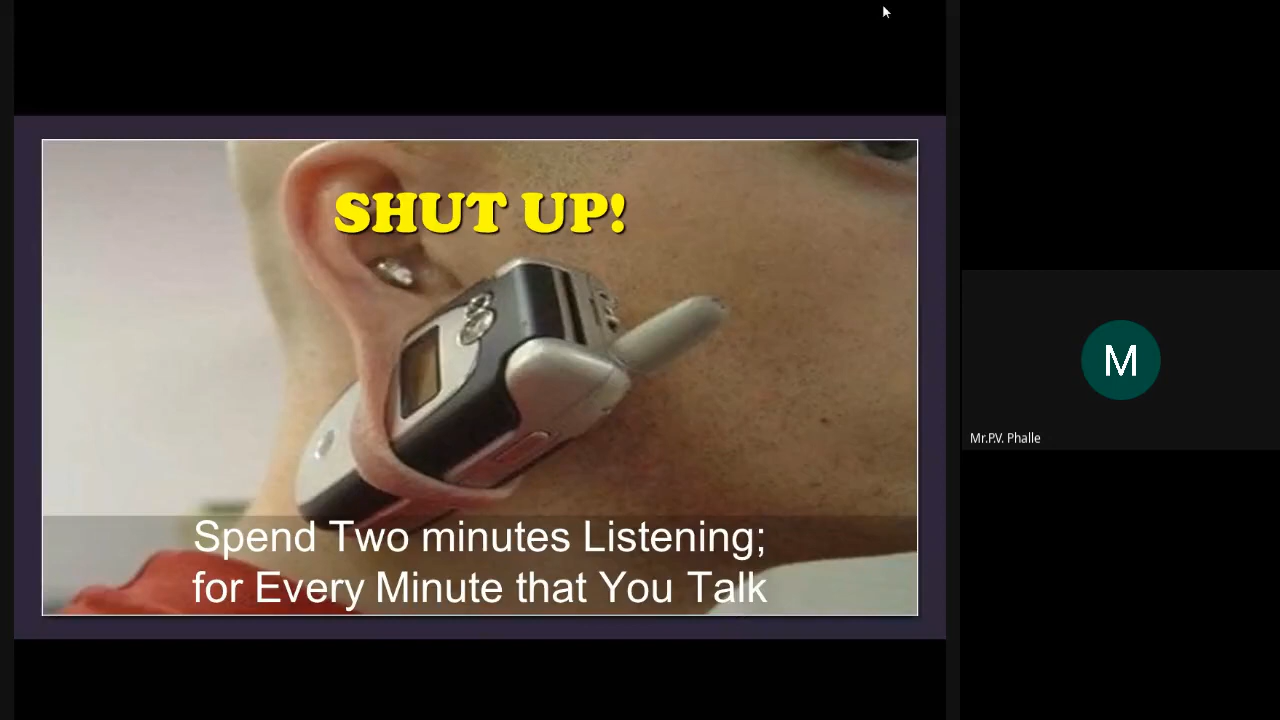 SHUT UP!
Spend Two minutes Listening;
for Every Minute that You Talk
M
Mr.P.V. Phalle